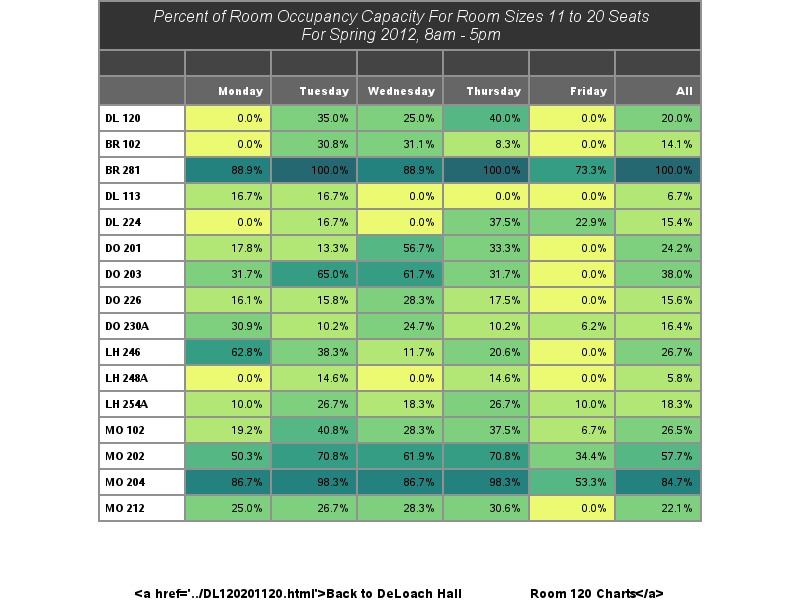 Percent of Room Occupancy Capacity For Room Sizes 11 to 20 Seats
For Spring 2012, 8am - 5pm
Monday Tuesday Wednesday Thursday Friday All
DL 120 0.0% 35.0% 25.0% 40.0% 0.0% 20.0%
BR 102 0.0% 30.8% 31.1% 8.3% 0.0% 14.1%
BR 281 88.9% 100.0% 88.9% 100.0% 73.3% 100.0%
DL 113 16.7% 16.7% 0.0% 0.0% 0.0% 6.7%
DL 224 0.0% 16.7% 0.0% 37.5% 22.9% 15.4%
DO 201 17.8% 13.3% 56.7% 33.3% 0.0% 24.2%
DO 203 31.7% 65.0% 61.7% 31.7% 0.0% 38.0%
DO 226 16.1% 15.8% 28.3% 17.5% 0.0% 15.6%
DO 230A 30.9% 10.2% 24.7% 10.2% 6.2% 16.4%
LH 246 62.8% 38.3% 11.7% 20.6% 0.0% 26.7%
LH 248A 0.0% 14.6% 0.0% 14.6% 0.0% 5.8%
LH 254A 10.0% 26.7% 18.3% 26.7% 10.0% 18.3%
MO 102 19.2% 40.8% 28.3% 37.5% 6.7% 26.5%
MO 202 50.3% 70.8% 61.9% 70.8% 34.4% 57.7%
MO 204 86.7% 98.3% 86.7% 98.3% 53.3% 84.7%
MO 212 25.0% 26.7% 28.3% 30.6% 0.0% 22.1%
<a href='../DL120201120.html'>Back to DeLoach Hall Room 120 Charts</a>